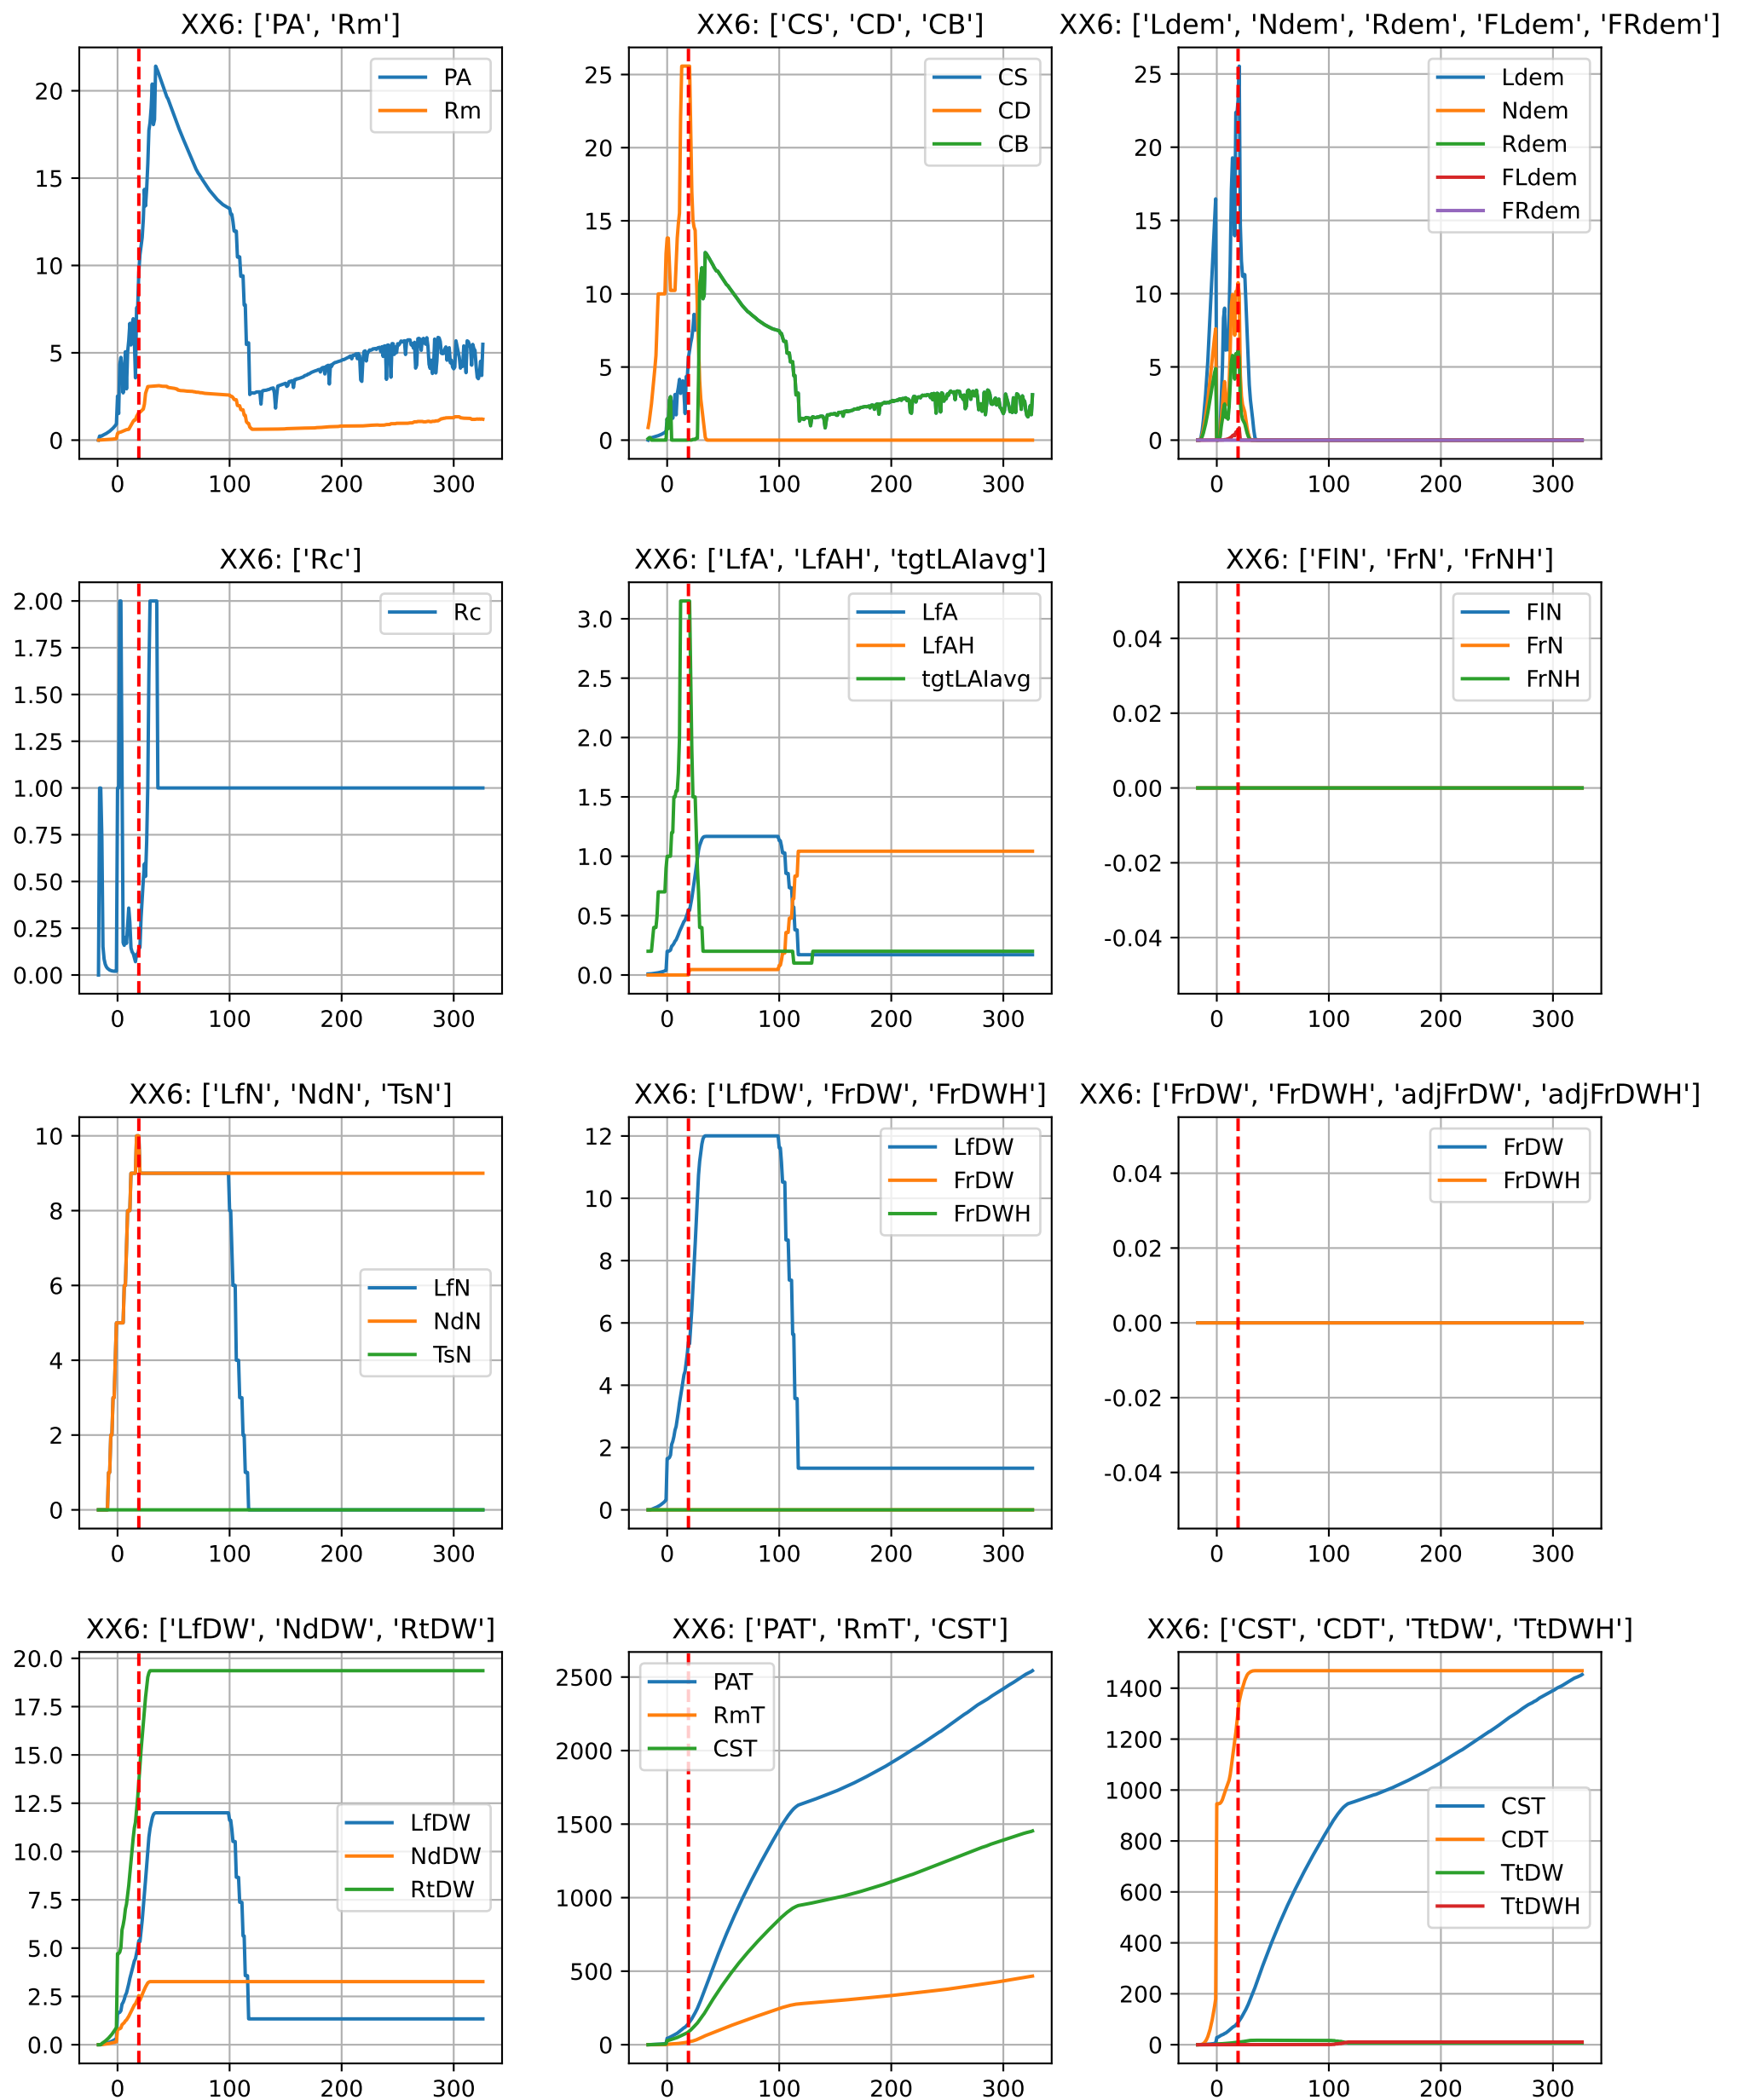 XX6: ['PA', 'Rm']
20
15
10
5
0
0 100 200 300
PA
Rm
XX6: ['CS', 'CD', 'CB']
25
20
15
10
5
0
0 100 200 300
CS
CD
CB
XX6: ['Ldem', 'Ndem', 'Rdem', 'FLdem', 'FRdem']
25
20
15
10
5
0
0 100 200 300
Ldem
Ndem
Rdem
FLdem
FRdem
XX6: ['Rc']
2.00
1.75
1.50
1.25
1.00
0.75
0.50
0.25
0.00
0 100 200 300
Rc
XX6: ['LfA', 'LfAH', 'tgtLAIavg']
3.0
2.5
2.0
1.5
1.0
0.5
0.0
0 100 200 300
LfA
LfAH
tgtLAIavg
XX6: ['FlN', 'FrN', 'FrNH']
0.04
0.02
0.00
-0.02
-0.04
0 100 200 300
FlN
FrN
FrNH
XX6: ['LfN', 'NdN', 'TsN']
10
8
6
4
2
0
0 100 200 300
LfN
NdN
TsN
XX6: ['LfDW', 'FrDW', 'FrDWH']
12
10
8
6
4
2
0
0 100 200 300
LfDW
FrDW
FrDWH
XX6: ['FrDW', 'FrDWH', 'adjFrDW', 'adjFrDWH']
0.04
0.02
0.00
-0.02
-0.04
0 100 200 300
FrDW
FrDWH
XX6: ['LfDW', 'NdDW', 'RtDW']
20.0
17.5
15.0
12.5
10.0
7.5
5.0
2.5
0.0
0 100 200 300
LfDW
NdDW
RtDW
XX6: ['PAT', 'RmT', 'CST']
2500
2000
1500
1000
500
0
0 100 200 300
PAT
RmT
CST
XX6: ['CST', 'CDT', 'TtDW', 'TtDWH']
1400
1200
1000
800
600
400
200
0
0 100 200 300
CST
CDT
TtDW
TtDWH